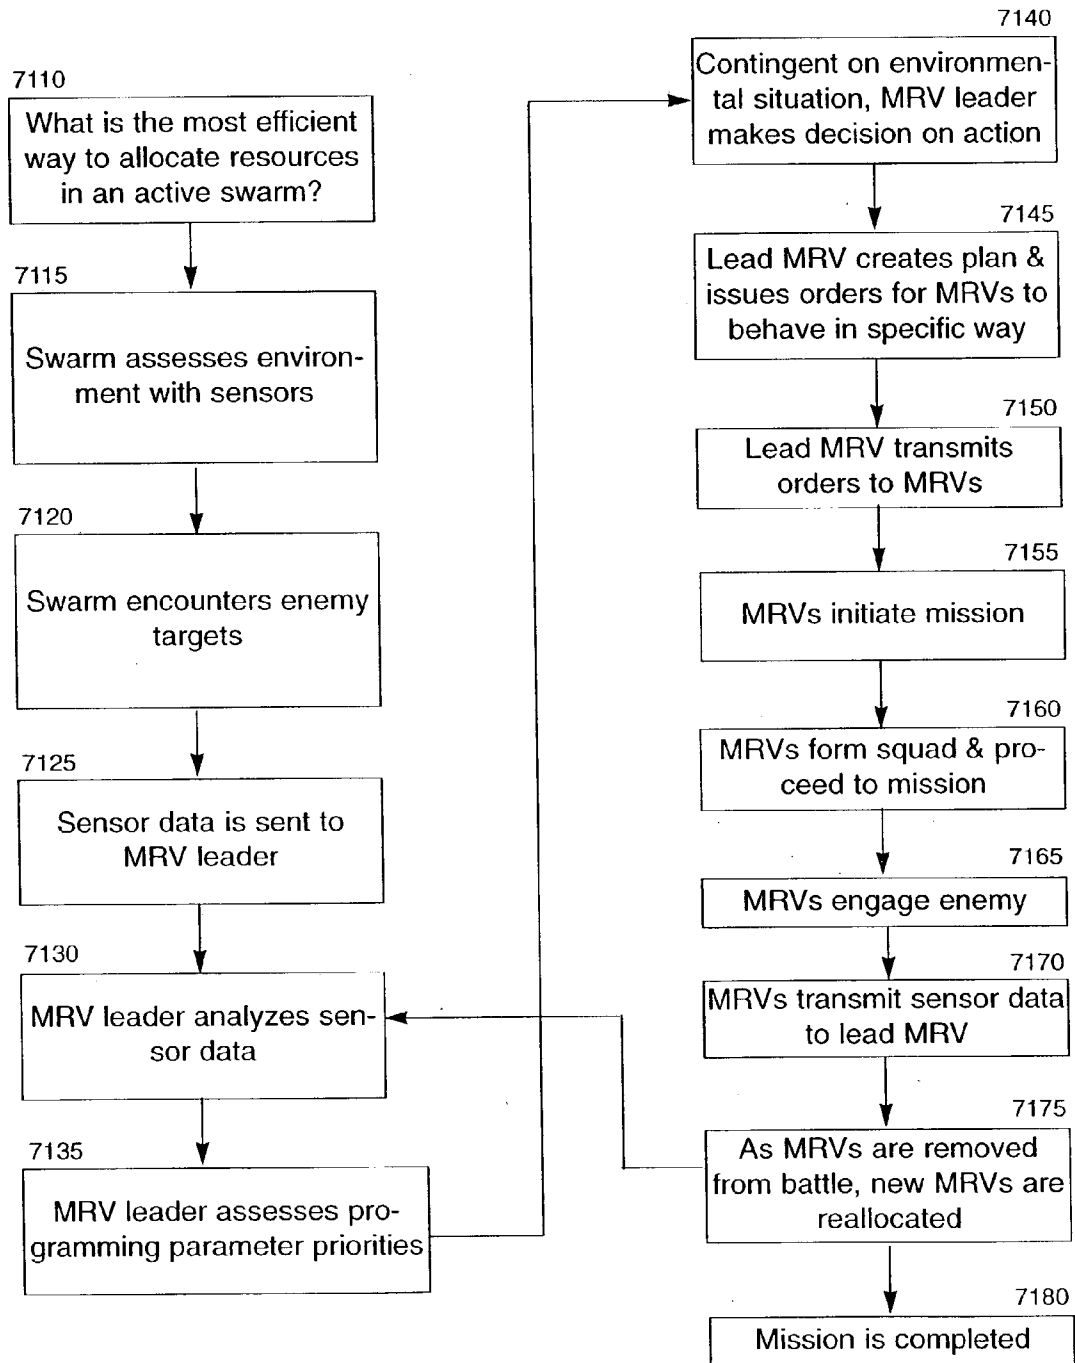 7110
What is the most efficient
way to allocate resources
in an active swarm?
7115
Swarm assesses environ-
ment with sensors
7120
Swarm encounters enemy
targets
7125
Sensor data is sent to
MRV leader
7130
MRV leader analyzes sen-
sor data
7135
MRV leader assesses pro-
gramming parameter priorities
7140
Contingent on environmen-
tal situation, MRV leader
makes decision on action
7145
Lead MRV creates plan &
issues orders for MRVs to
behave in specific way
7150
Lead MRV transmits
orders to MRVs
7155
MRVs initiate mission
7160
MRVs form squad & pro-
ceed to mission
7165
MRVs engage enemy
7170
MRVs transmit sensor data
to lead MRV
7175
As MRVs are removed
from battle, new MRVs are
reallocated
7180
Mission is completed